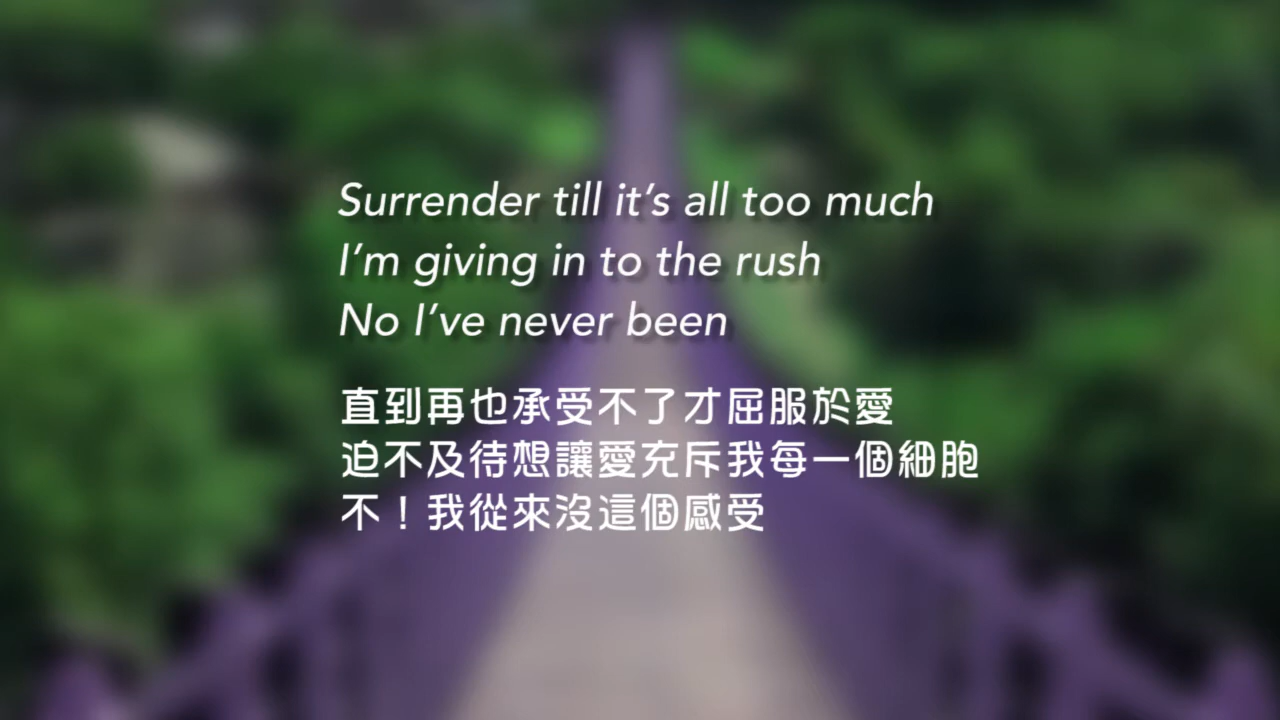 Surrender till it’s all too much
I’m giving in to the rush
No I’ve never been
直到再也承受不了才屈服於愛
迫不及待想讓愛充斥我每一個細胞
不！我從來沒這個感受